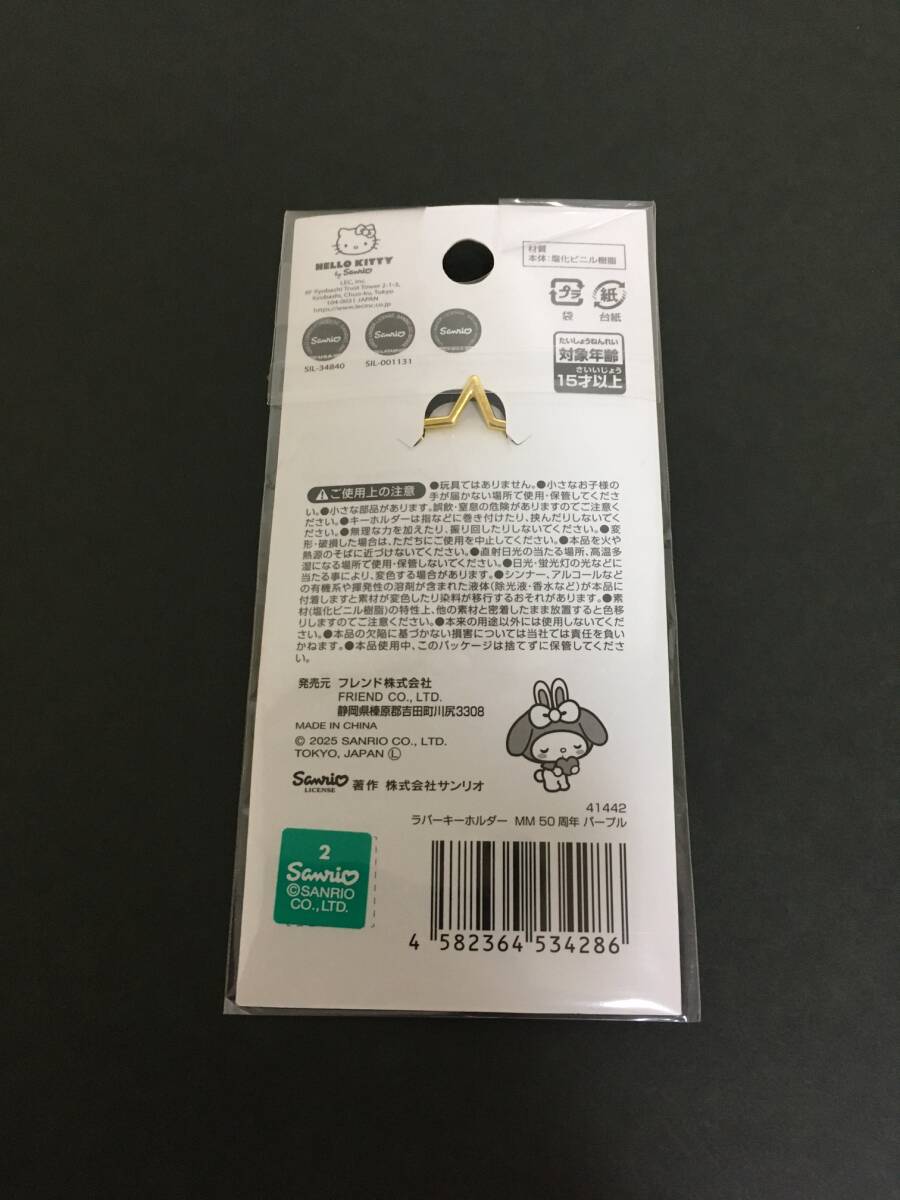 HELLO KITTY
by Sanrio
LEC, Inc.
6F Kyobashi Trust Tower 2-1-3,
Kyobashi, Chuo-ku, Tokyo
104-0031 JAPAN
https://www.lecinc.co.jp
Sanrio
Sanrio
Sanrio
SIL-34840
SIL-001131
材質
本体:塩化ビニル樹脂
プラ
紙
袋
台紙
たいしょうねんれい
対象年齢
さいいじょう
15才以上
ご使用上の注意
●玩具ではありません。●小さなお子様の
手が届かない場所で使用・保管してくださ
い。●小さな部品があります。誤飲・窒息の危険がありますのでご注意く
ださい。●キーホルダーは指などに巻き付けたり、挟んだりしないでく
ださい。●無理な力を加えたり、振り回したりしないでください。●変
形・破損した場合は、ただちにご使用を中止してください。●本品を火や
熱源のそばに近づけないでください。●直射日光の当たる場所、高温多
湿になる場所で使用・保管しないでください。●日光・蛍光灯の光などに
当たる事により、変色する場合があります。●シンナー、アルコールなど
の有機系や揮発性の溶剤が含まれた液体(除光液・香水など)が本品に
付着しますと素材が変色したり染料が移行するおそれがあります。●素
材(塩化ビニル樹脂)の特性上、他の素材と密着したまま放置すると色移
りしますのでご注意ください。●本来の用途以外には使用しないでくだ
さい。●本品の欠陥に基づかない損害については当社では責任を負い
かねます。●本品使用中、このパッケージは捨てずに保管してくださ
い。
発売元 フレンド株式会社
FRIEND CO., LTD.
静岡県榛原郡吉田町川尻3308
MADE IN CHINA
© 2025 SANRIO CO., LTD.
TOKYO, JAPAN Ⓛ
Sanrio
LICENSE
著作 株式会社サンリオ
41442
ラバーキーホルダー MM 50周年 パープル
2
Sanrio
©SANRIO
CO.,LTD.
4 582364 534286